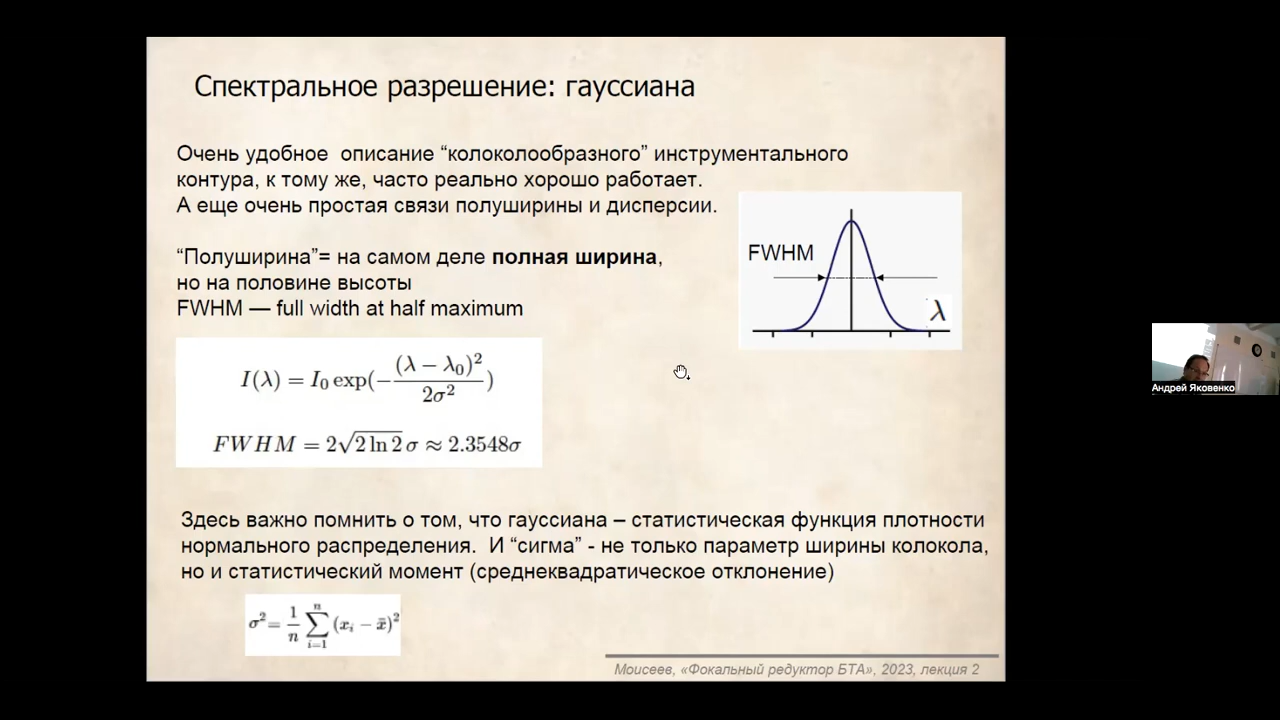 Спектральное разрешение: гауссиана
Очень удобное описание “колоколообразного” инструментального
контура, к тому же, часто реально хорошо работает.
А еще очень простая связи полуширины и дисперсии.
“Полуширина”= на самом деле полная ширина,
но на половине высоты
FWHM — full width at half maximum
FWHM
λ
I(λ) = I₀ exp(−(λ − λ₀)²/2σ²)
FWHM = 2√(2 ln 2) σ ≈ 2.3548σ
Андрей Яковенко
Здесь важно помнить о том, что гауссиана – статистическая функция плотности
нормального распределения. И “сигма” - не только параметр ширины колокола,
но и статистический момент (среднеквадратическое отклонение)
σ² = 1/n ∑ᵢ₌₁ⁿ (xᵢ − x̄)²
Моисеев, «Фокальный редуктор БТА», 2023, лекция 2